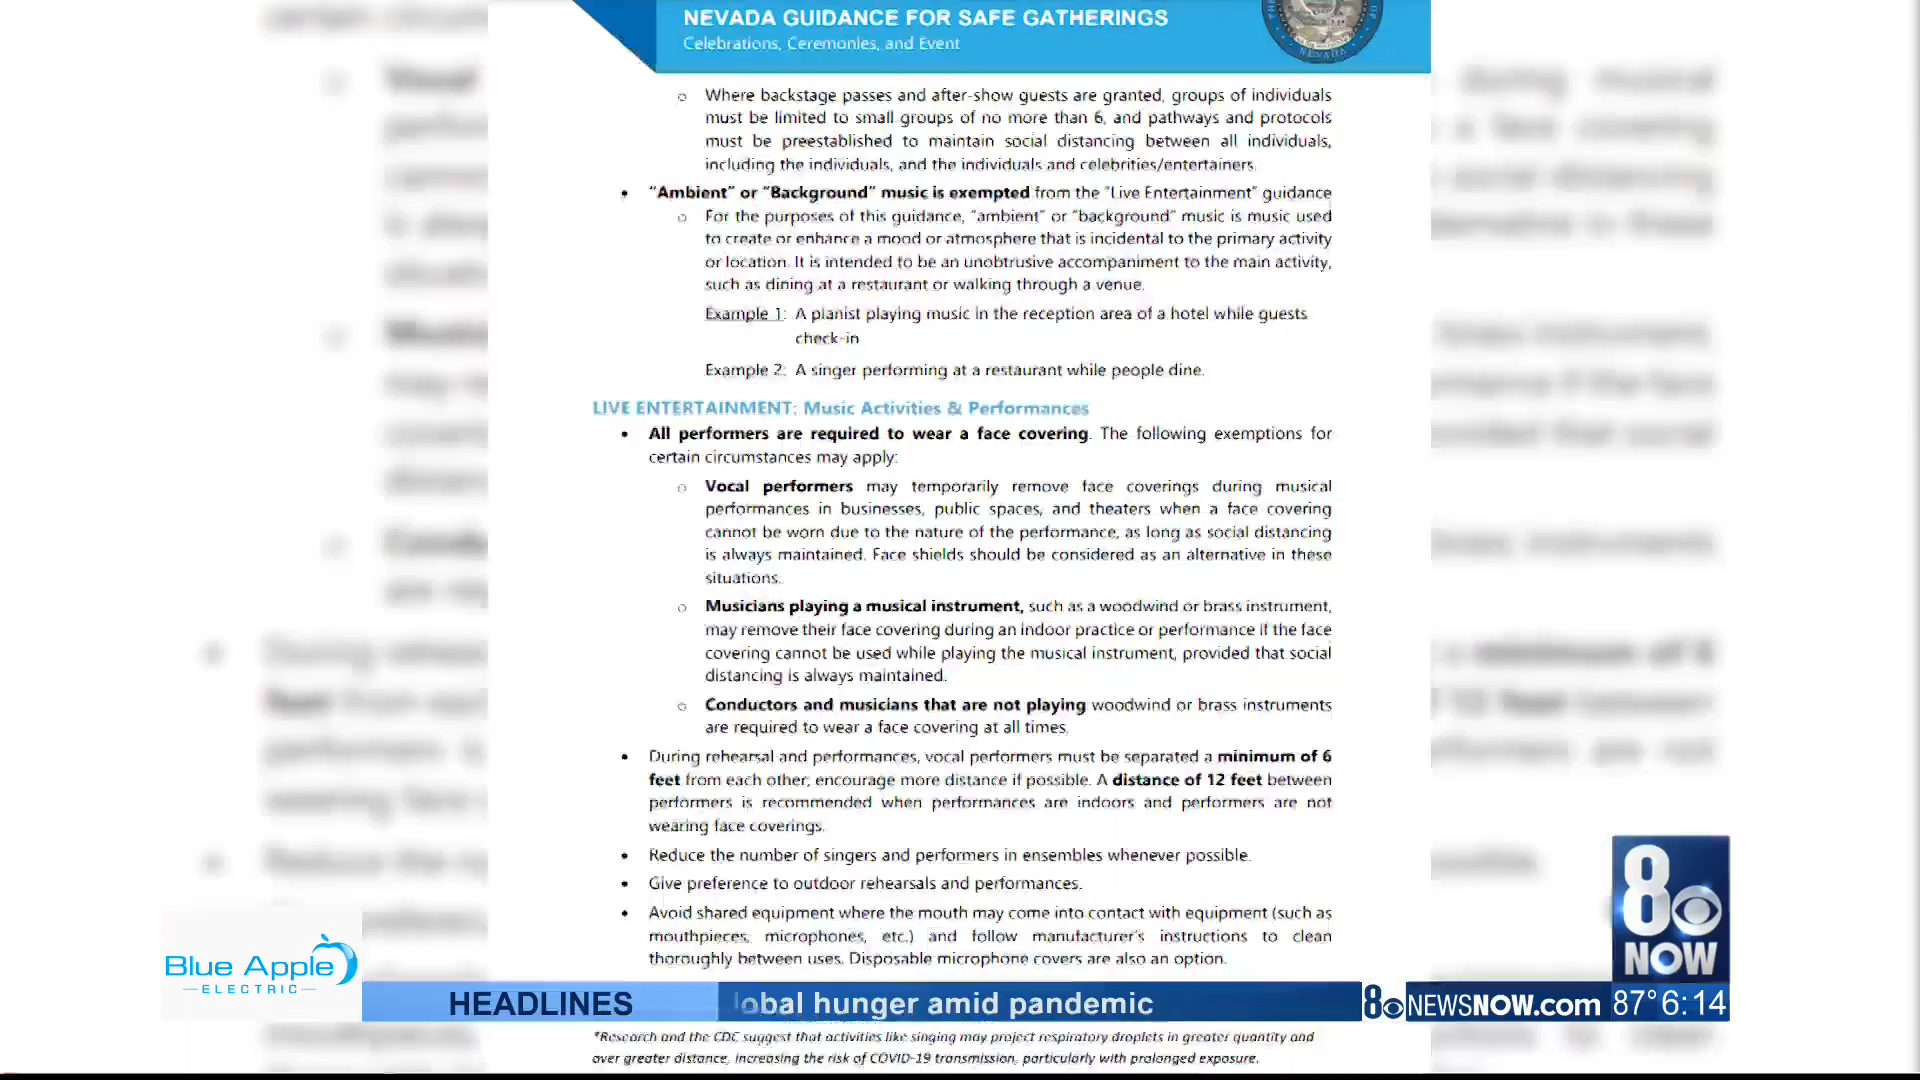 NEVADA GUIDANCE FOR SAFE GATHERINGS
Celebrations, Ceremonies, and Event
NEVADA
o Where backstage passes and after-show guests are granted, groups of individuals
must be limited to small groups of no more than 6, and pathways and protocols
must be preestablished to maintain social distancing between all individuals,
including the individuals, and the individuals and celebrities/entertainers.
• "Ambient" or "Background" music is exempted from the "Live Entertainment" guidance
o For the purposes of this guidance, "ambient" or "background" music is music used
to create or enhance a mood or atmosphere that is incidental to the primary activity
or location. It is intended to be an unobtrusive accompaniment to the main activity,
such as dining at a restaurant or walking through a venue.
Example 1: A pianist playing music in the reception area of a hotel while guests
check-in
Example 2: A singer performing at a restaurant while people dine.
LIVE ENTERTAINMENT: Music Activities & Performances
• All performers are required to wear a face covering. The following exemptions for
certain circumstances may apply:
o Vocal performers may temporarily remove face coverings during musical
performances in businesses, public spaces, and theaters when a face covering
cannot be worn due to the nature of the performance, as long as social distancing
is always maintained. Face shields should be considered as an alternative in these
situations.
o Musicians playing a musical instrument, such as a woodwind or brass instrument,
may remove their face covering during an indoor practice or performance if the face
covering cannot be used while playing the musical instrument, provided that social
distancing is always maintained.
o Conductors and musicians that are not playing woodwind or brass instruments
are required to wear a face covering at all times.
• During rehearsal and performances, vocal performers must be separated a minimum of 6
feet from each other; encourage more distance if possible. A distance of 12 feet between
performers is recommended when performances are indoors and performers are not
wearing face coverings.
• Reduce the number of singers and performers in ensembles whenever possible.
• Give preference to outdoor rehearsals and performances.
• Avoid shared equipment where the mouth may come into contact with equipment (such as
mouthpieces, microphones, etc.) and follow manufacturer's instructions to clean
thoroughly between uses. Disposable microphone covers are also an option.
8 NOW
Blue Apple
ELECTRIC
HEADLINES
lobal hunger amid pandemic
8 NEWSNOW.com 87° 6:14
*Research and the CDC suggest that activities like singing may project respiratory droplets in greater quantity and
over greater distance, increasing the risk of COVID-19 transmission, particularly with prolonged exposure.